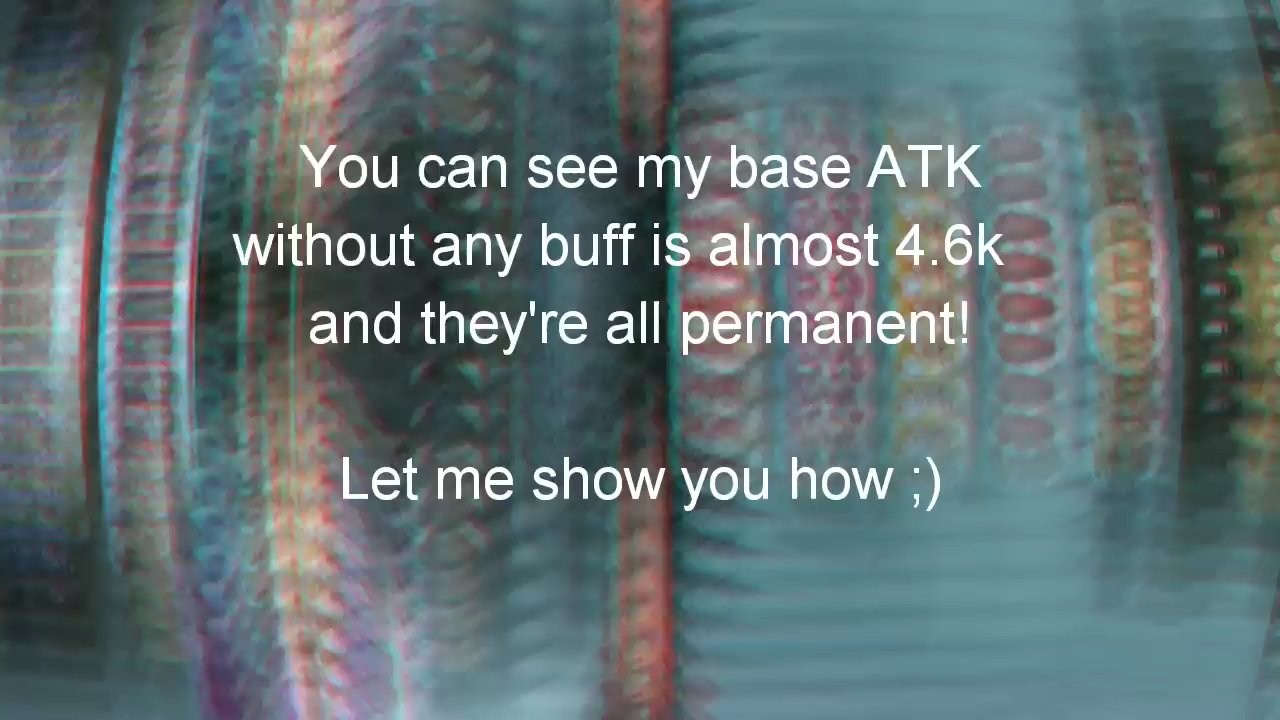 You can see my base ATK
without any buff is almost 4.6k
and they're all permanent!
Let me show you how ;)